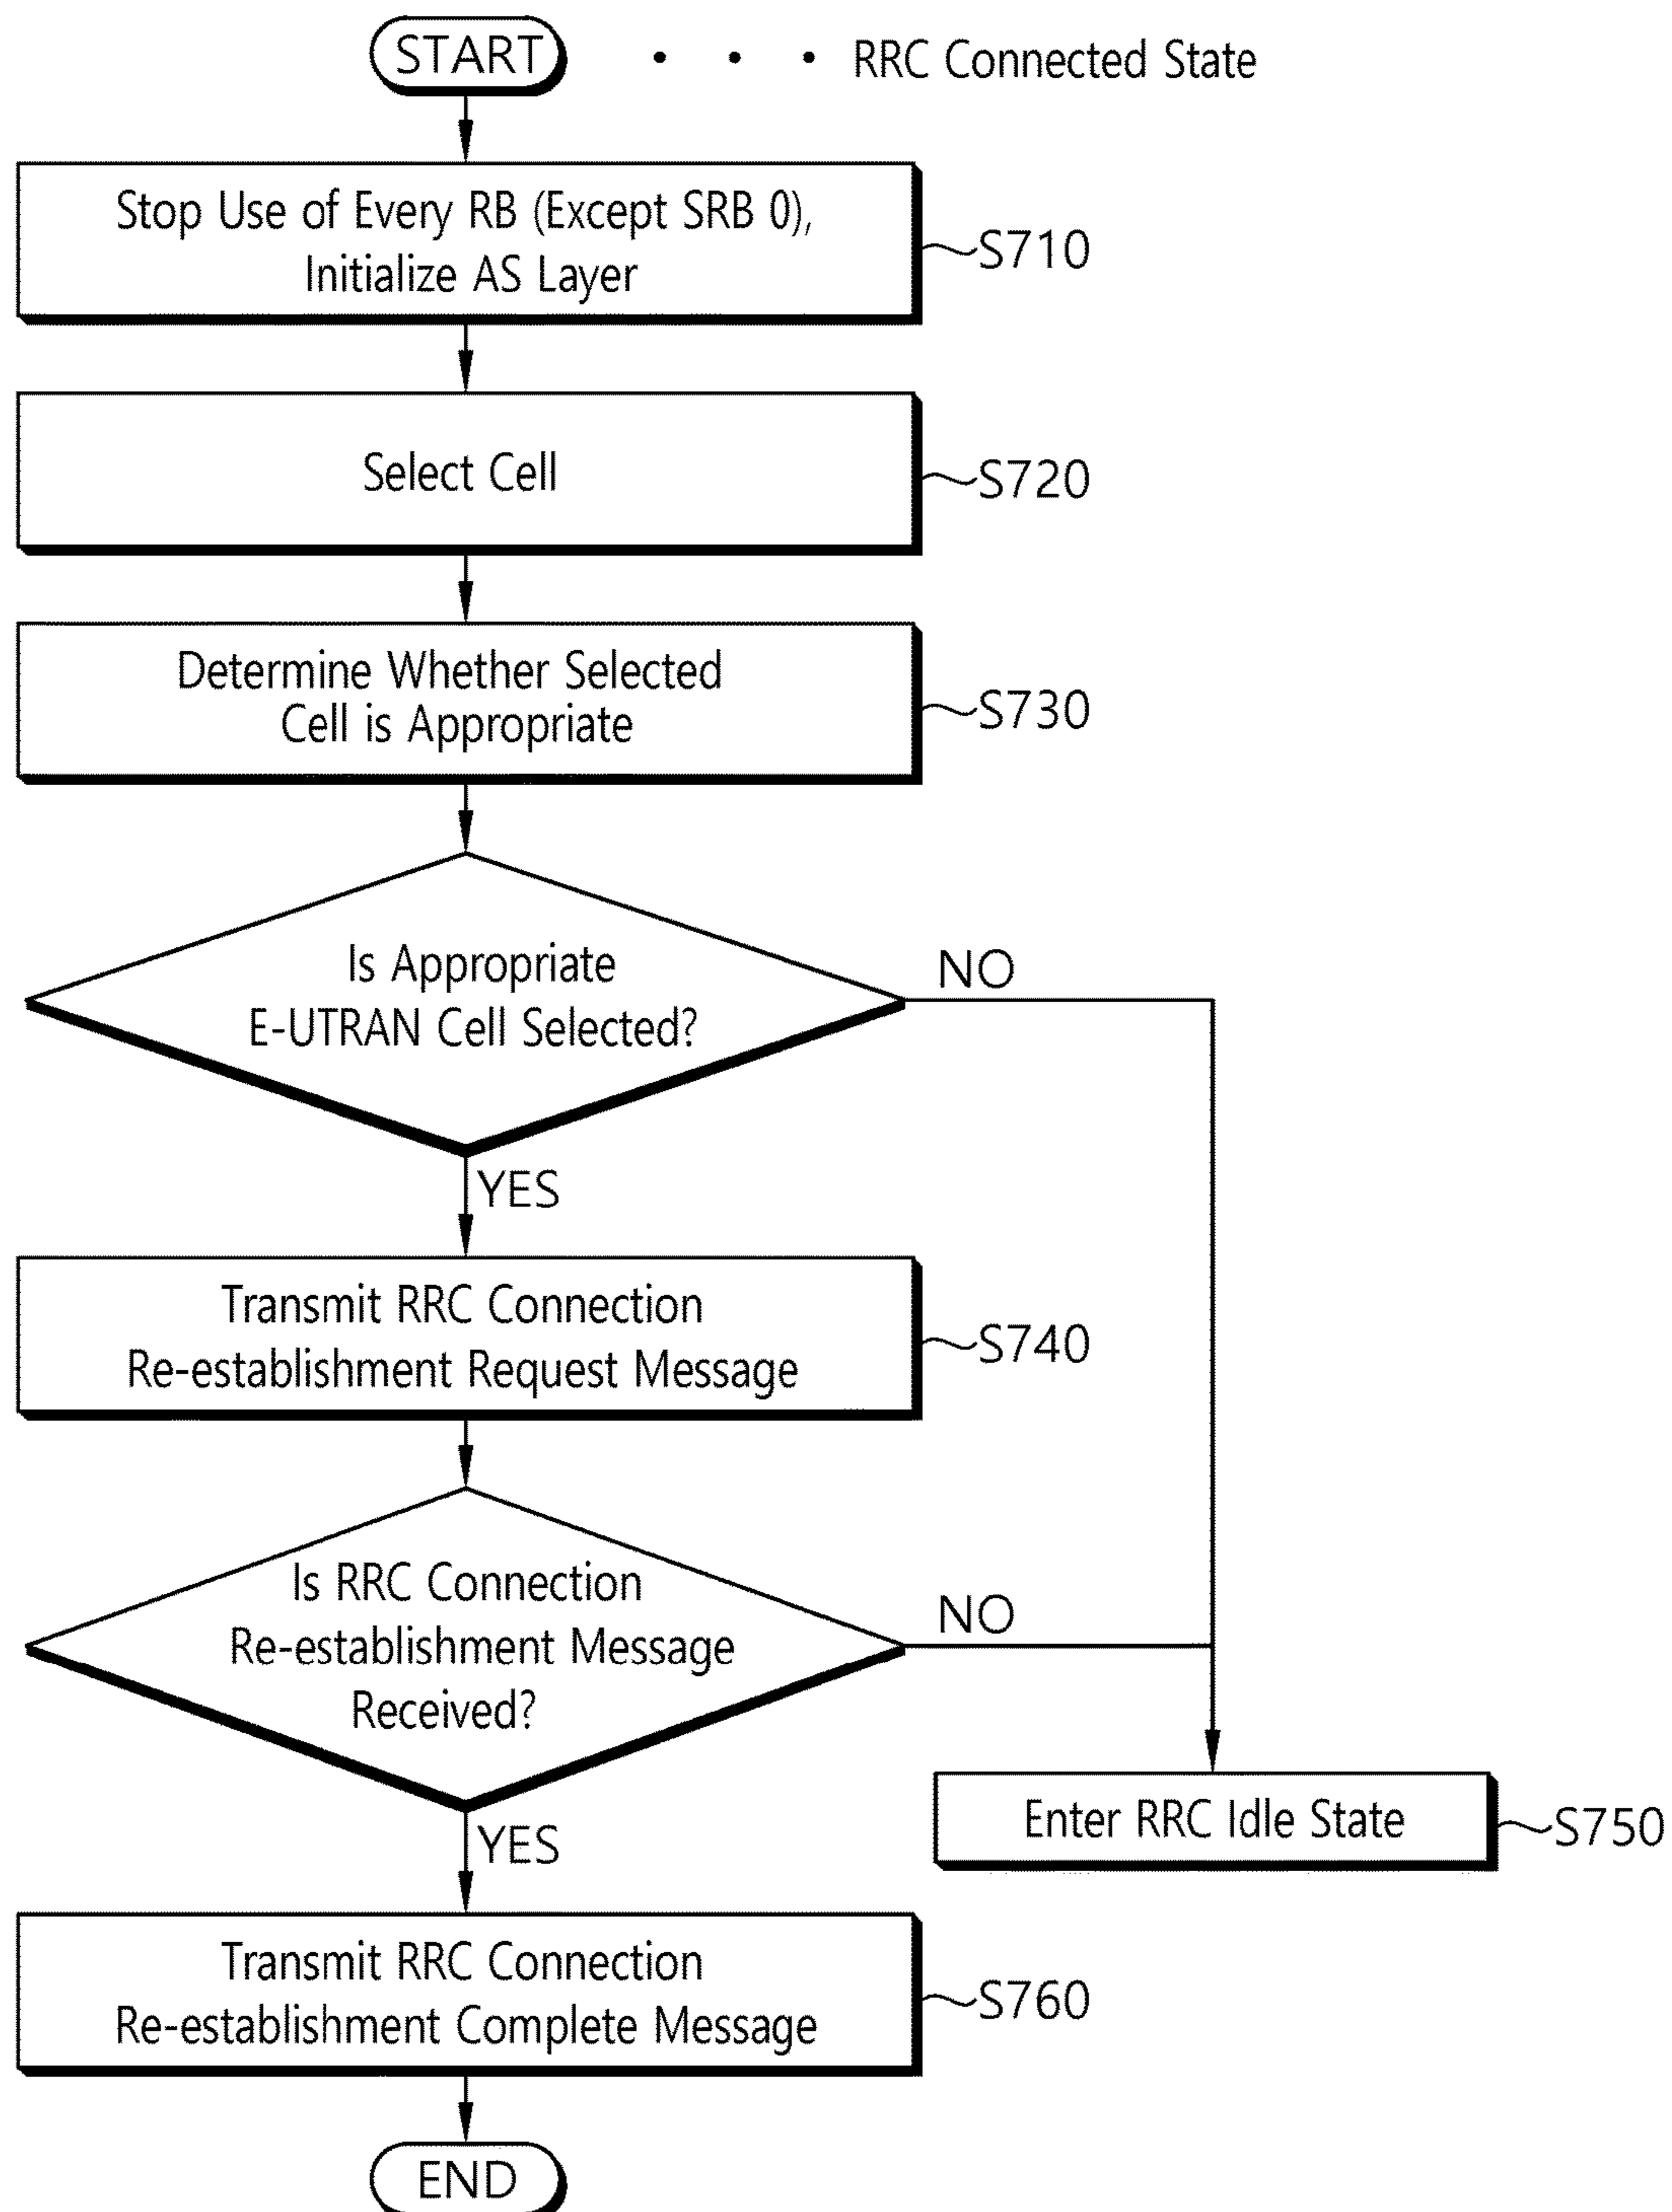 START
• • • RRC Connected State
Stop Use of Every RB (Except SRB 0),
Initialize AS Layer
S710
Select Cell
S720
Determine Whether Selected
Cell is Appropriate
S730
Is Appropriate
E-UTRAN Cell Selected?
NO
YES
Transmit RRC Connection
Re-establishment Request Message
S740
Is RRC Connection
Re-establishment Message
Received?
NO
YES
Enter RRC Idle State
S750
Transmit RRC Connection
Re-establishment Complete Message
S760
END